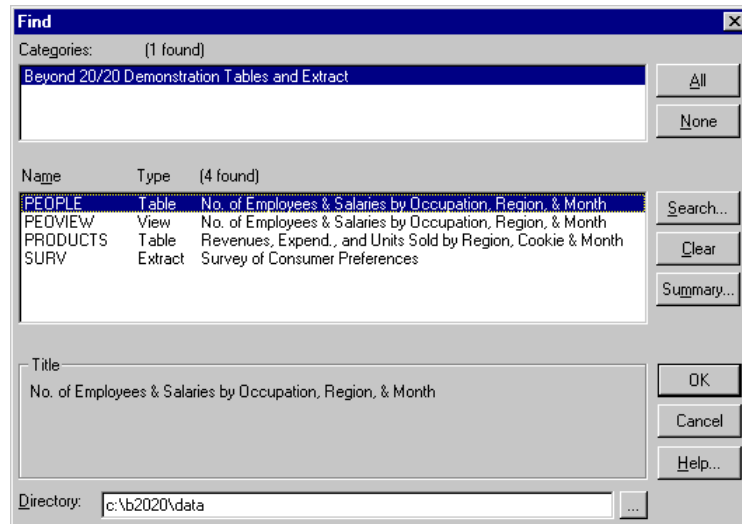 Find
Categories: (1 found)
Beyond 20/20 Demonstration Tables and Extract
All
None
Name Type (4 found)
PEOPLE Table No. of Employees & Salaries by Occupation, Region, & Month
PEOVIEW View No. of Employees & Salaries by Occupation, Region, & Month
PRODUCTS Table Revenues, Expend., and Units Sold by Region, Cookie & Month
SURV Extract Survey of Consumer Preferences
Search...
Clear
Summary...
Title
No. of Employees & Salaries by Occupation, Region, & Month
OK
Cancel
Help...
Directory: c:\b2020\data ...